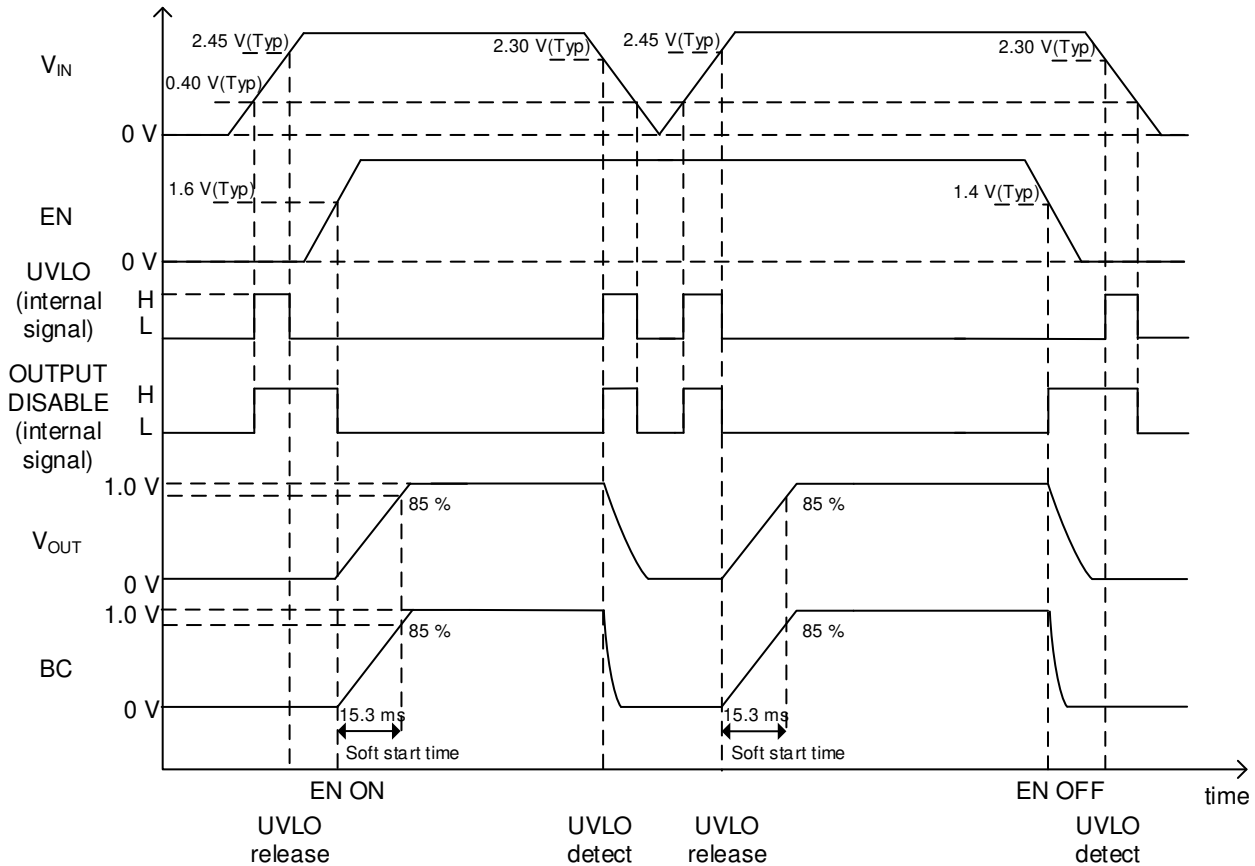 2.45 V(Typ)
2.30 V(Typ)
2.45 V(Typ)
2.30 V(Typ)
VIN
0.40 V(Typ)
0 V
1.6 V(Typ)
1.4 V(Typ)
EN
0 V
UVLO
(internal
signal)
H
L
OUTPUT
DISABLE
(internal
signal)
H
L
1.0 V
85 %
85 %
VOUT
0 V
1.0 V
85 %
85 %
BC
0 V
15.3 ms
15.3 ms
Soft start time
Soft start time
EN ON
EN OFF
time
UVLO
release
UVLO
detect
UVLO
release
UVLO
detect